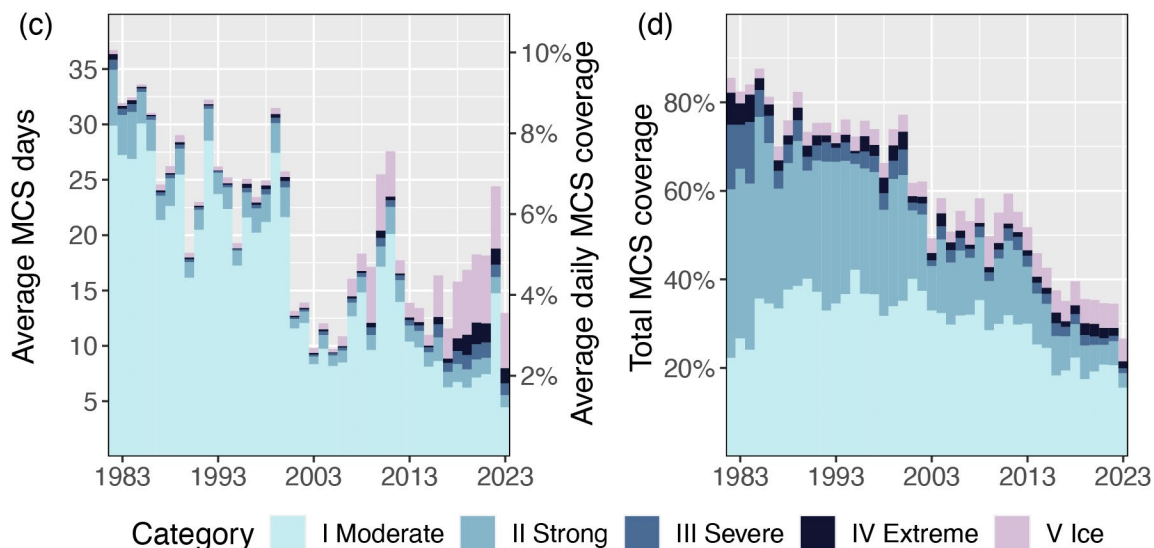 (c)
Average MCS days
35
30
25
20
15
10
5
10%
8%
6%
4%
2%
Average daily MCS coverage
1983 1993 2003 2013 2023
(d)
Total MCS coverage
80%
60%
40%
20%
1983 1993 2003 2013 2023
Category I Moderate II Strong III Severe IV Extreme V Ice